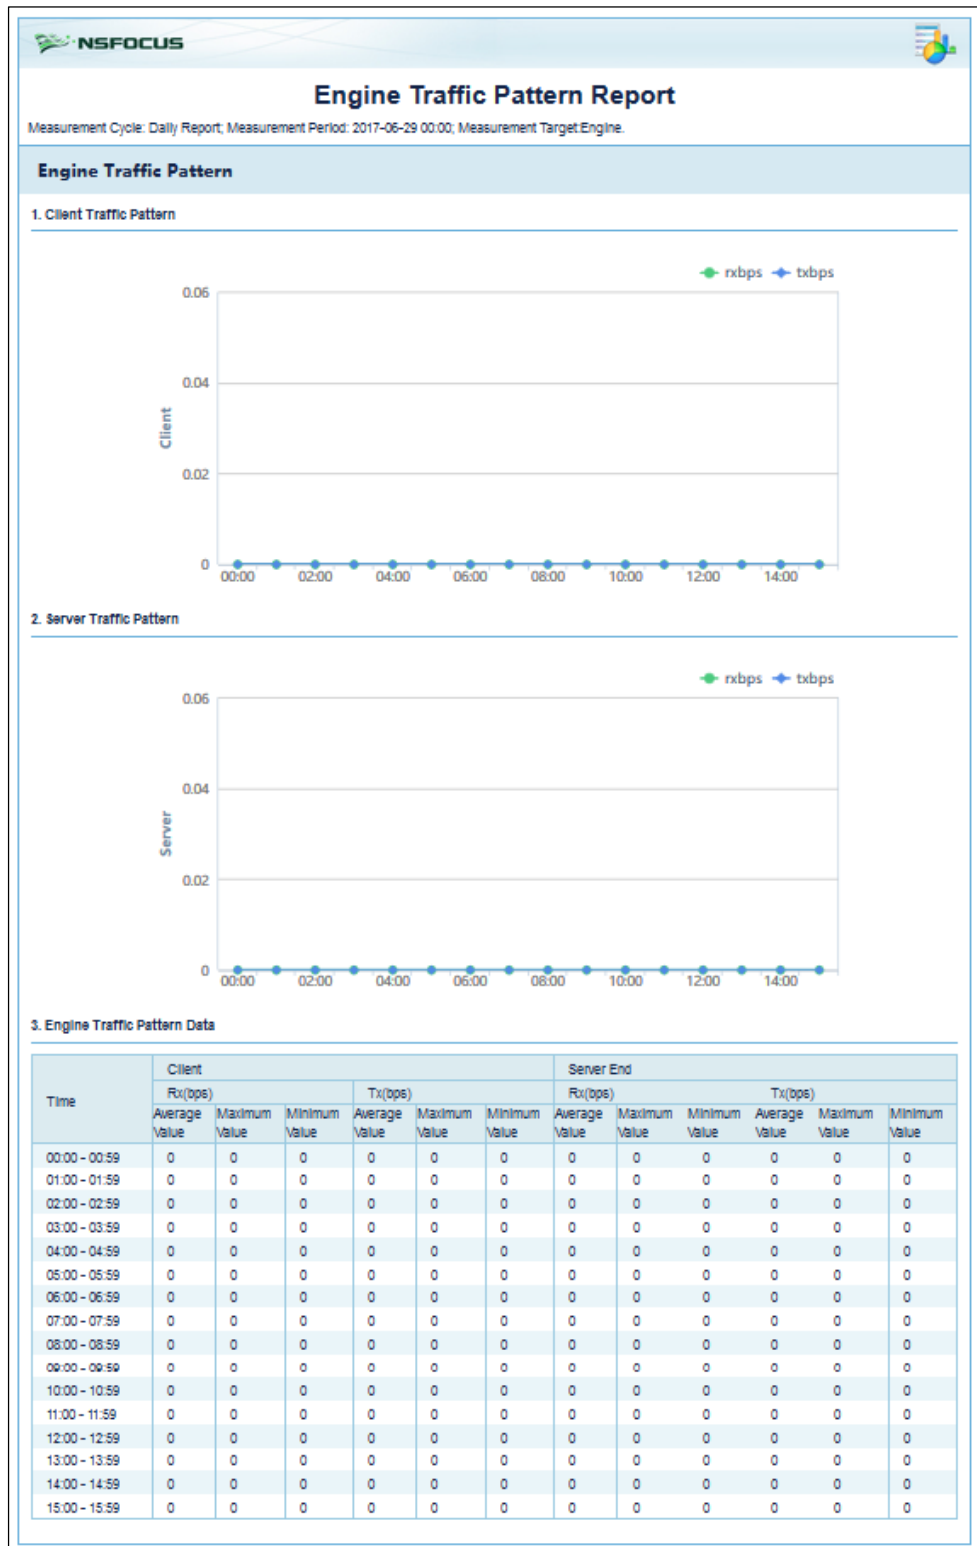 NSFOCUS
Engine Traffic Pattern Report
Measurement Cycle: Daily Report; Measurement Period: 2017-06-29 00:00; Measurement Target:Engine.
Engine Traffic Pattern
1. Client Traffic Pattern
rxbps txbps
0.06
0.04
Client
0.02
0
00:00 02:00 04:00 06:00 08:00 10:00 12:00 14:00
2. Server Traffic Pattern
rxbps txbps
0.06
0.04
Server
0.02
0
00:00 02:00 04:00 06:00 08:00 10:00 12:00 14:00
3. Engine Traffic Pattern Data
Time Client Server End
Rx(bps) Tx(bps) Rx(bps) Tx(bps)
Average Maximum Minimum Average Maximum Minimum Average Maximum Minimum Average Maximum Minimum
Value Value Value Value Value Value Value Value Value Value Value Value
00:00 - 00:59 0 0 0 0 0 0 0 0 0 0 0 0
01:00 - 01:59 0 0 0 0 0 0 0 0 0 0 0 0
02:00 - 02:59 0 0 0 0 0 0 0 0 0 0 0 0
03:00 - 03:59 0 0 0 0 0 0 0 0 0 0 0 0
04:00 - 04:59 0 0 0 0 0 0 0 0 0 0 0 0
05:00 - 05:59 0 0 0 0 0 0 0 0 0 0 0 0
06:00 - 06:59 0 0 0 0 0 0 0 0 0 0 0 0
07:00 - 07:59 0 0 0 0 0 0 0 0 0 0 0 0
08:00 - 08:59 0 0 0 0 0 0 0 0 0 0 0 0
09:00 - 09:59 0 0 0 0 0 0 0 0 0 0 0 0
10:00 - 10:59 0 0 0 0 0 0 0 0 0 0 0 0
11:00 - 11:59 0 0 0 0 0 0 0 0 0 0 0 0
12:00 - 12:59 0 0 0 0 0 0 0 0 0 0 0 0
13:00 - 13:59 0 0 0 0 0 0 0 0 0 0 0 0
14:00 - 14:59 0 0 0 0 0 0 0 0 0 0 0 0
15:00 - 15:59 0 0 0 0 0 0 0 0 0 0 0 0